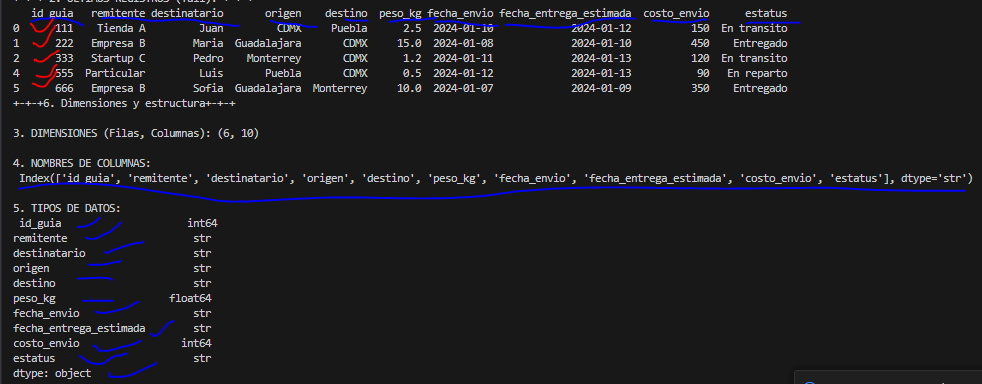 +-+-+ 2. ULTIMOS REGISTROS (Tail): +-+-+
id_guia remitente destinatario origen destino peso_kg fecha_envio fecha_entrega_estimada costo_envio estatus
0 111 Tienda A Juan CDMX Puebla 2.5 2024-01-10 2024-01-12 150 En transito
1 222 Empresa B Maria Guadalajara CDMX 15.0 2024-01-08 2024-01-10 450 Entregado
2 333 Startup C Pedro Monterrey CDMX 1.2 2024-01-11 2024-01-13 120 En transito
4 555 Particular Luis Puebla CDMX 0.5 2024-01-12 2024-01-13 90 En reparto
5 666 Empresa B Sofia Guadalajara Monterrey 10.0 2024-01-07 2024-01-09 350 Entregado
+-+-+6. Dimensiones y estructura+-+-+
3. DIMENSIONES (Filas, Columnas): (6, 10)
4. NOMBRES DE COLUMNAS:
Index(['id_guia', 'remitente', 'destinatario', 'origen', 'destino', 'peso_kg', 'fecha_envio', 'fecha_entrega_estimada', 'costo_envio', 'estatus'], dtype='str')
5. TIPOS DE DATOS:
id_guia int64
remitente str
destinatario str
origen str
destino str
peso_kg float64
fecha_envio str
fecha_entrega_estimada str
costo_envio int64
estatus str
dtype: object